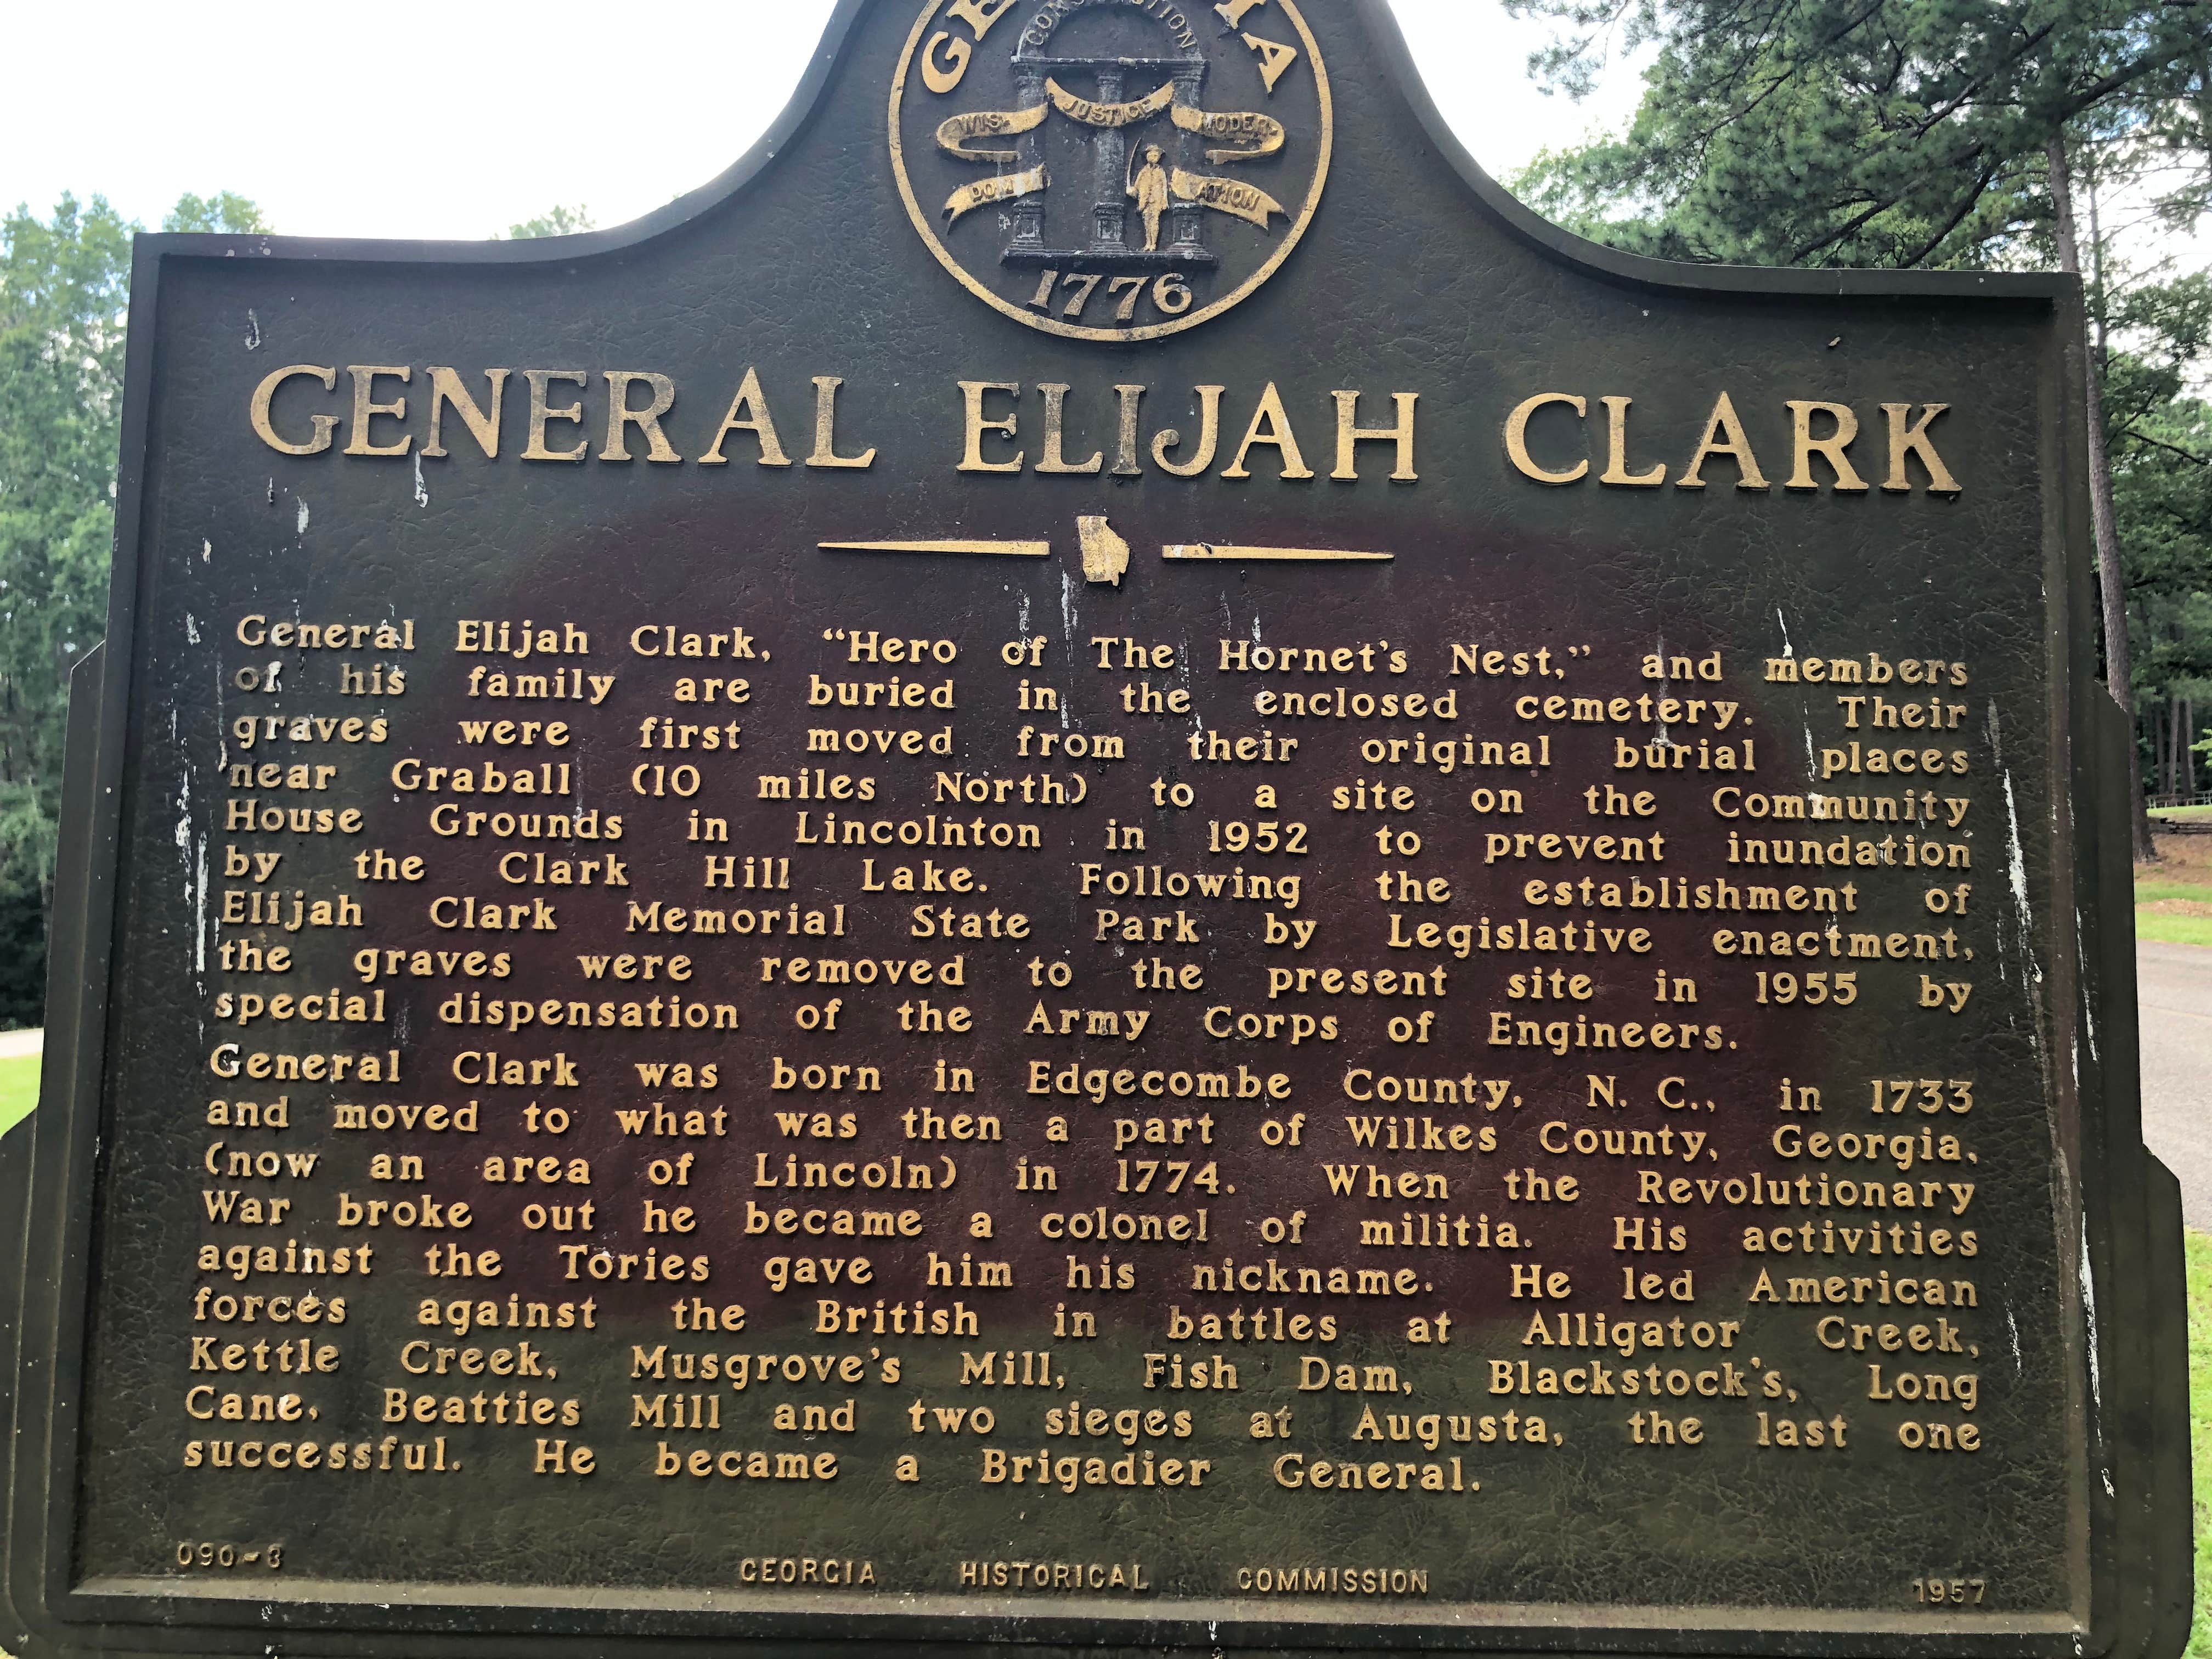 CONSTITUTION
JUSTICE
WIS- MODER-
DOM ATION
1776
GENERAL ELIJAH CLARK
General Elijah Clark, “Hero of The Hornet's Nest,” and members
of his family are buried in the enclosed cemetery. Their
graves were first moved from their original burial places
near Graball (10 miles North) to a site on the Community
House Grounds in Lincolnton in 1952 to prevent inundation
by the Clark Hill Lake. Following the establishment of
Elijah Clark Memorial State Park by Legislative enactment,
the graves were removed to the present site in 1955 by
special dispensation of the Army Corps of Engineers.
General Clark was born in Edgecombe County, N. C., in 1733
and moved to what was then a part of Wilkes County, Georgia,
(now an area of Lincoln) in 1774. When the Revolutionary
War broke out he became a colonel of militia. His activities
against the Tories gave him his nickname. He led American
forces against the British in battles at Alligator Creek,
Kettle Creek, Musgrove's Mill, Fish Dam, Blackstock's, Long
Cane, Beatties Mill and two sieges at Augusta, the last one
successful. He became a Brigadier General.
090-8 GEORGIA HISTORICAL COMMISSION 1957